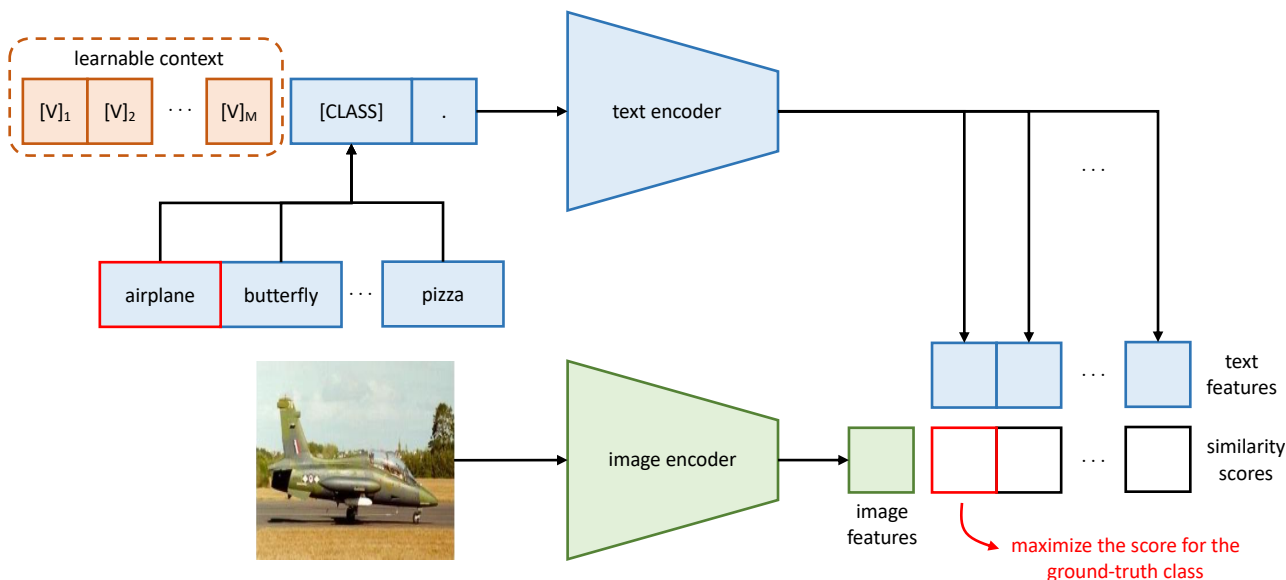 learnable context
[V]₁ [V]₂ · · · [V]M [CLASS] .
text encoder
· · ·
airplane butterfly · · · pizza
text
features
· · ·
image encoder
similarity
scores
· · ·
image
features
maximize the score for the
ground-truth class